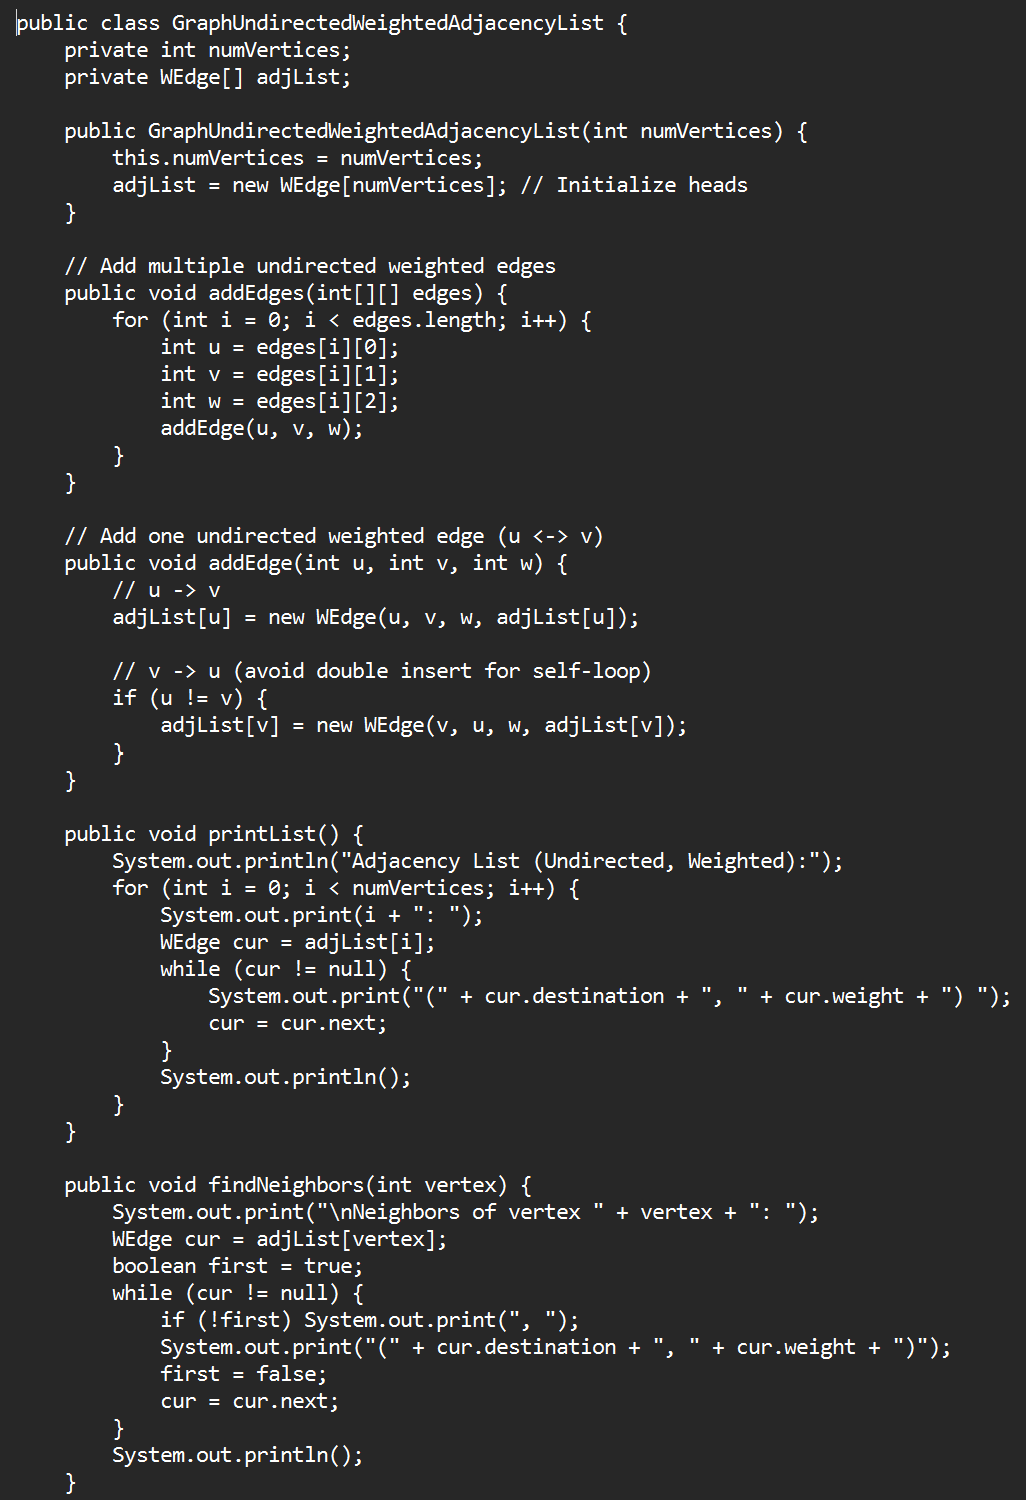 public class GraphUndirectedWeightedAdjacencyList {
    private int numVertices;
    private WEdge[] adjList;

    public GraphUndirectedWeightedAdjacencyList(int numVertices) {
        this.numVertices = numVertices;
        adjList = new WEdge[numVertices]; // Initialize heads
    }

    // Add multiple undirected weighted edges
    public void addEdges(int[][] edges) {
        for (int i = 0; i < edges.length; i++) {
            int u = edges[i][0];
            int v = edges[i][1];
            int w = edges[i][2];
            addEdge(u, v, w);
        }
    }

    // Add one undirected weighted edge (u <-> v)
    public void addEdge(int u, int v, int w) {
        // u -> v
        adjList[u] = new WEdge(u, v, w, adjList[u]);

        // v -> u (avoid double insert for self-loop)
        if (u != v) {
            adjList[v] = new WEdge(v, u, w, adjList[v]);
        }
    }

    public void printList() {
        System.out.println("Adjacency List (Undirected, Weighted):");
        for (int i = 0; i < numVertices; i++) {
            System.out.print(i + ": ");
            WEdge cur = adjList[i];
            while (cur != null) {
                System.out.print("(" + cur.destination + ", " + cur.weight + ") ");
                cur = cur.next;
            }
            System.out.println();
        }
    }

    public void findNeighbors(int vertex) {
        System.out.print("\nNeighbors of vertex " + vertex + ": ");
        WEdge cur = adjList[vertex];
        boolean first = true;
        while (cur != null) {
            if (!first) System.out.print(", ");
            System.out.print("(" + cur.destination + ", " + cur.weight + ")");
            first = false;
            cur = cur.next;
        }
        System.out.println();
    }